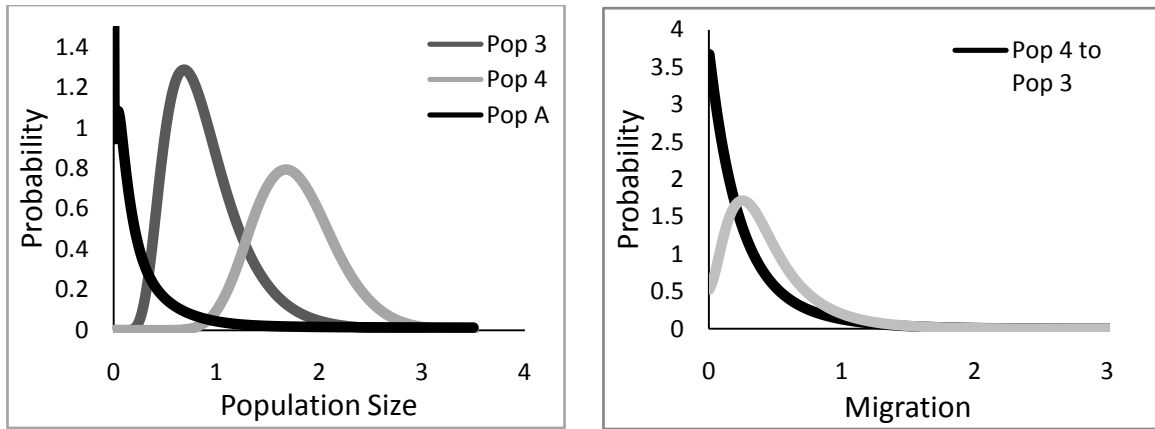 Probability
1.4
1.2
1
0.8
0.6
0.4
0.2
0
0 1 2 3 4
Population Size
Pop 3
Pop 4
Pop A
Probability
4
3.5
3
2.5
2
1.5
1
0.5
0
0 1 2 3
Migration
Pop 4 to
Pop 3